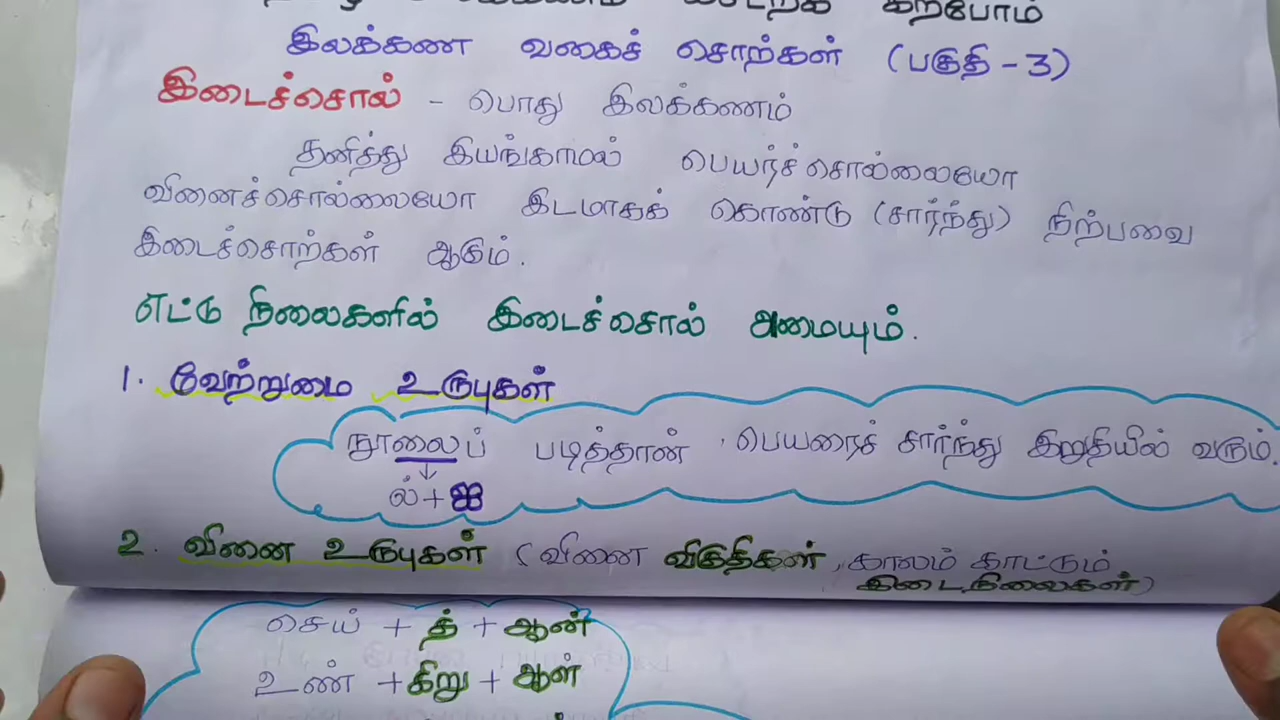 கற்போம்
இலக்கண வகைச் சொற்கள் (பகுதி - 3)
இடைச்சொல் - பொது இலக்கணம்
தனித்து இயங்காமல் பெயர்ச்சொல்லையோ
வினைச்சொல்லையோ இடமாகக் கொண்டு (சார்ந்து) நிற்பவை
இடைச்சொற்கள் ஆகும்.
எட்டு நிலைகளில் இடைச்சொல் அமையும்.
1. வேற்றுமை உருபுகள்
நூலைப் படித்தான், பெயரைச் சார்ந்து இறுதியில் வரும்.
ல் + ஐ
2. வினை உருபுகள் (வினை விகுதிகள், காலம் காட்டும்
இடைநிலைகள்)
செய் + த் + ஆன்
உண் + கிறு + ஆள்